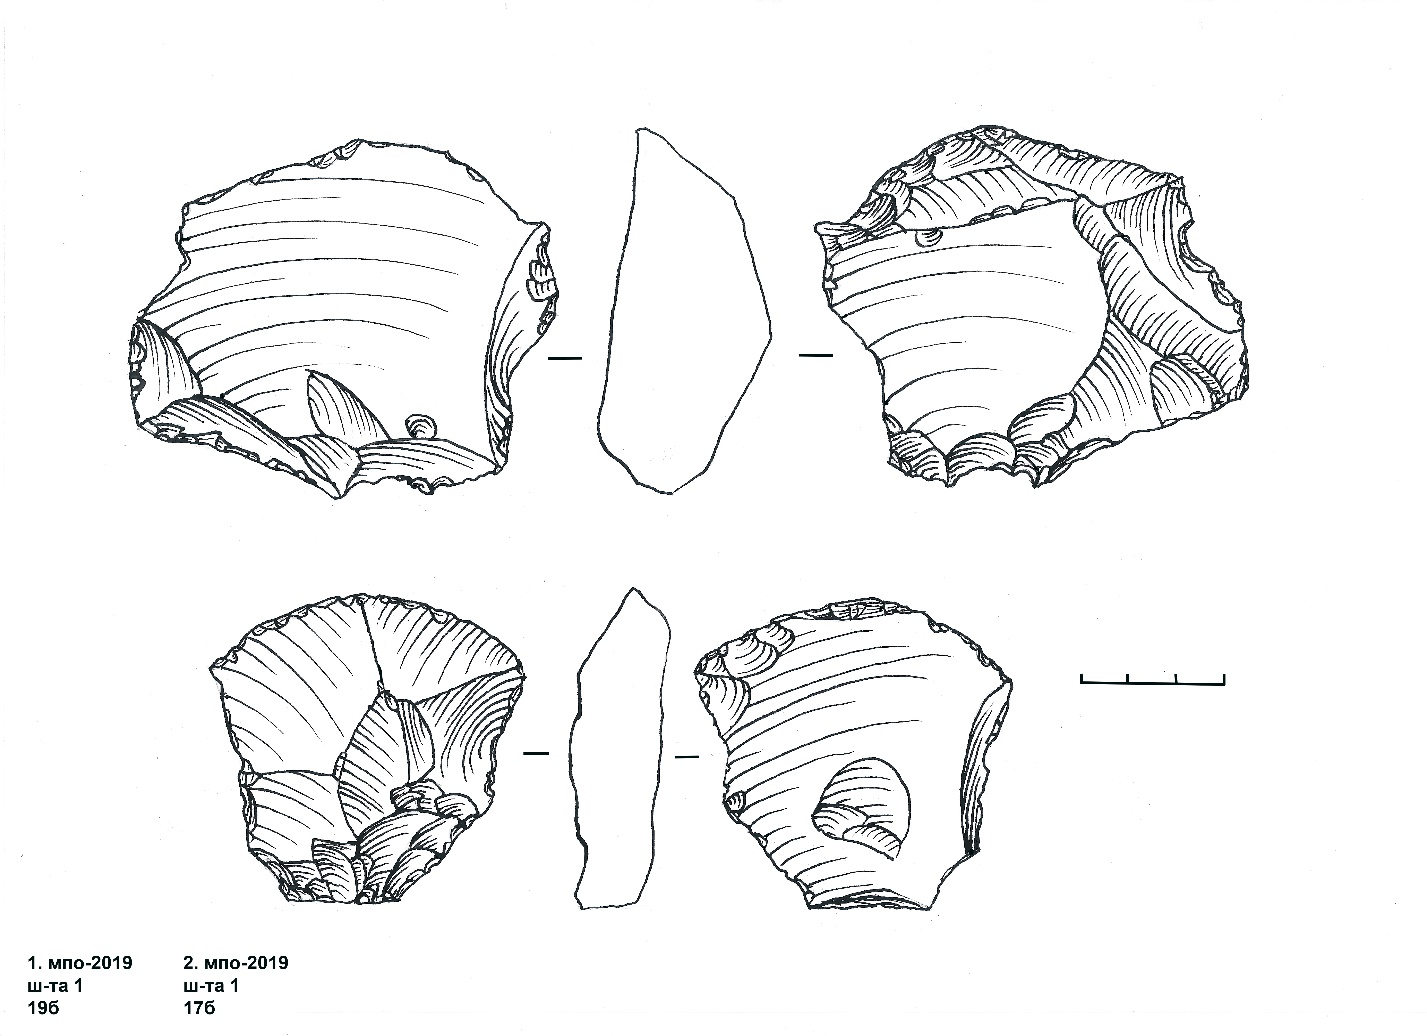 1. мпо-2019
ш-та 1
19б
2. мпо-2019
ш-та 1
17б